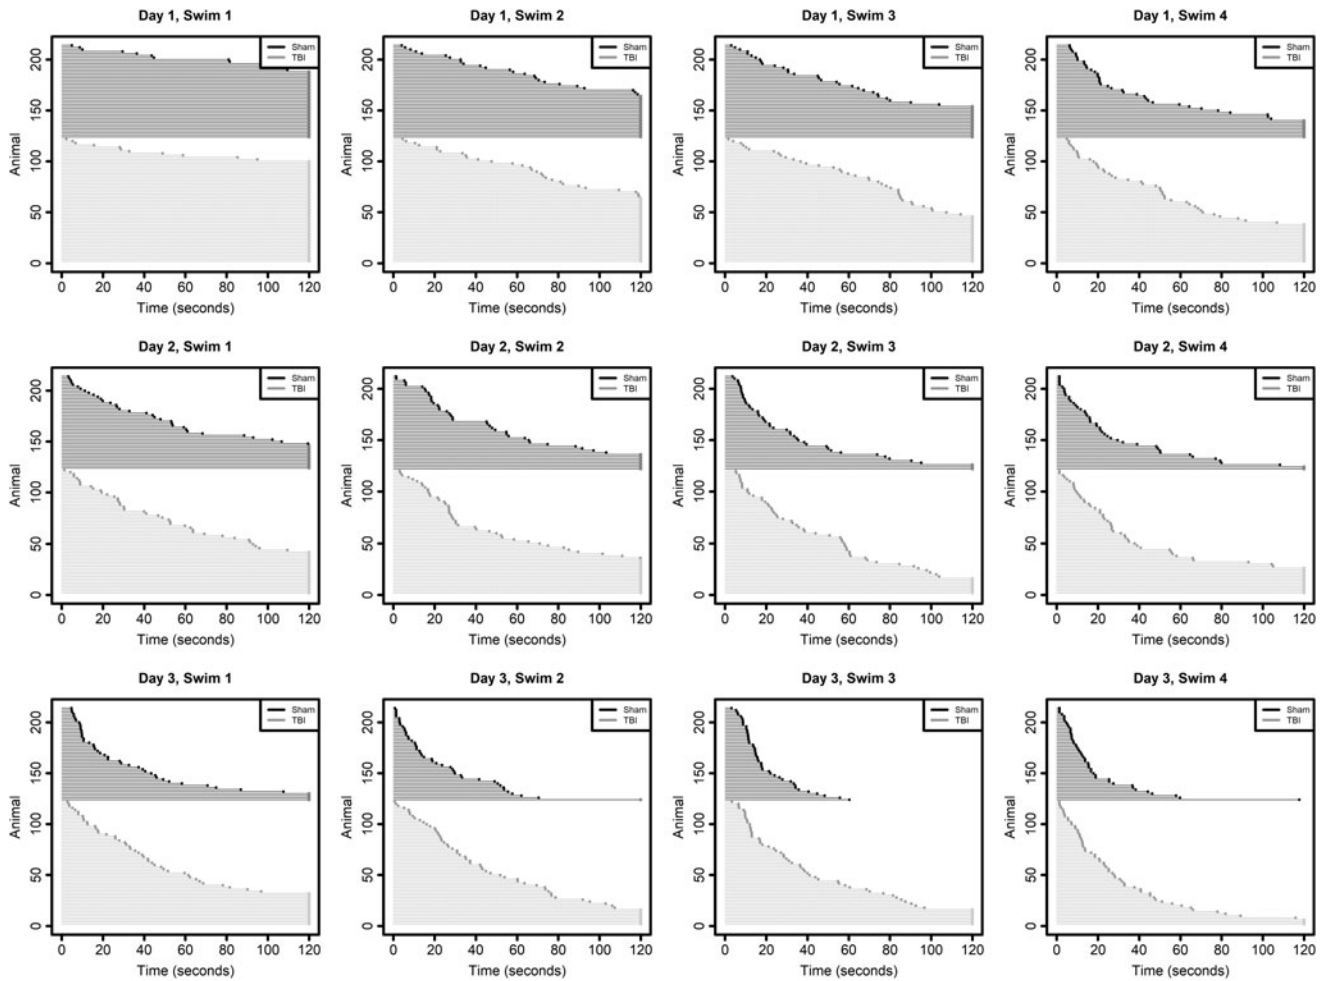 Day 1, Swim 1
Sham
TBI
Animal
0 50 100 150 200
0 20 40 60 80 100 120
Time (seconds)
Day 1, Swim 2
Sham
TBI
Animal
0 50 100 150 200
0 20 40 60 80 100 120
Time (seconds)
Day 1, Swim 3
Sham
TBI
Animal
0 50 100 150 200
0 20 40 60 80 100 120
Time (seconds)
Day 1, Swim 4
Sham
TBI
Animal
0 50 100 150 200
0 20 40 60 80 100 120
Time (seconds)
Day 2, Swim 1
Sham
TBI
Animal
0 50 100 150 200
0 20 40 60 80 100 120
Time (seconds)
Day 2, Swim 2
Sham
TBI
Animal
0 50 100 150 200
0 20 40 60 80 100 120
Time (seconds)
Day 2, Swim 3
Sham
TBI
Animal
0 50 100 150 200
0 20 40 60 80 100 120
Time (seconds)
Day 2, Swim 4
Sham
TBI
Animal
0 50 100 150 200
0 20 40 60 80 100 120
Time (seconds)
Day 3, Swim 1
Sham
TBI
Animal
0 50 100 150 200
0 20 40 60 80 100 120
Time (seconds)
Day 3, Swim 2
Sham
TBI
Animal
0 50 100 150 200
0 20 40 60 80 100 120
Time (seconds)
Day 3, Swim 3
Sham
TBI
Animal
0 50 100 150 200
0 20 40 60 80 100 120
Time (seconds)
Day 3, Swim 4
Sham
TBI
Animal
0 50 100 150 200
0 20 40 60 80 100 120
Time (seconds)